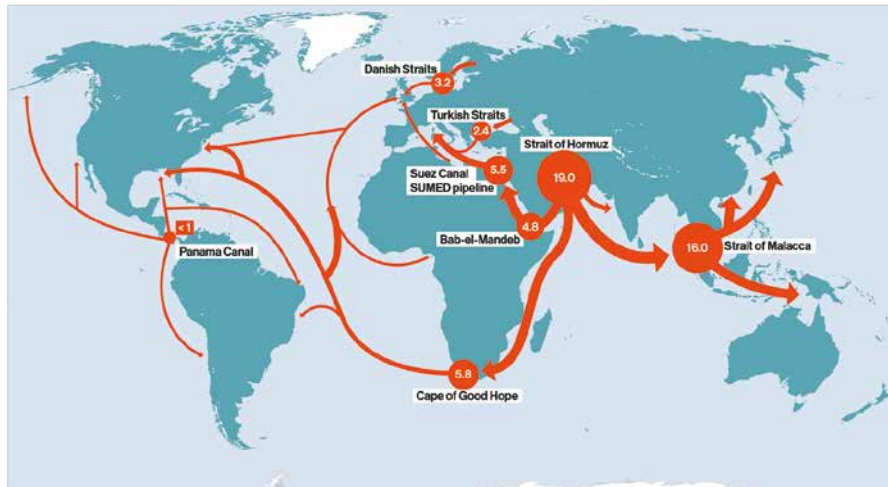 Danish Straits
3.2
Turkish Straits
2.4
Strait of Hormuz
19.0
5.5
Suez Canal
SUMED pipeline
4.8
Bab-el-Mandeb
<1
Panama Canal
16.0
Strait of Malacca
5.8
Cape of Good Hope